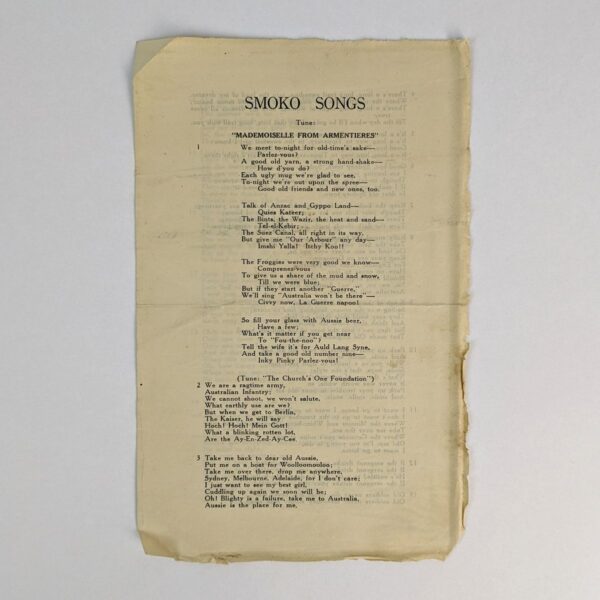 SMOKO SONGS
Tune:
"MADEMOISELLE FROM ARMENTIERES"
1 We meet to-night for old-time's sake—
Parlez-vous?
A good old yarn, a strong hand-shake—
How d'you do?
Each ugly mug we're glad to see,
To-night we're out upon the spree—
Good old friends and new ones, too.
Talk of Anzac and Gyppo Land—
Quies Kateer;
The Bints, the Wazir, the heat and sand—
Tel-el-Kebir;
The Suez Canal, all right in its way,
But give me "Our 'Arbour" any day—
Imshi Yalla! Itchy Koo!!
The Froggies were very good we know—
Comprenez-vous
To give us a share of the mud and snow,
Till we were blue;
But if they start another "Guerre,"
We'll sing "Australia won't be there"—
Civvy now, La Guerre napoo!
So fill your glass with Aussie beer,
Have a few;
What's it matter if you get near
To "Fou-the-noo"?
Tell the wife it's for Auld Lang Syne,
And take a good old number nine—
Inky Pinky Parlez-vous!
(Tune: "The Church's One Foundation")
2 We are a ragtime army,
Australian Infantry;
We cannot shoot, we won't salute,
What earthly use are we?
But when we get to Berlin,
The Kaiser, he will say
Hoch! Hoch! Mein Gott!
What a blinking rotten lot,
Are the Ay-En-Zed-Ay-Cee.
3 Take me back to dear old Aussie,
Put me on a boat for Woolloomooloo;
Take me over there, drop me anywhere,
Sydney, Melbourne, Adelaide, for I don't care;
I just want to see my best girl,
Cuddling up again we soon will be;
Oh! Blighty is a failure, take me to Australia,
Aussie is the place for me.